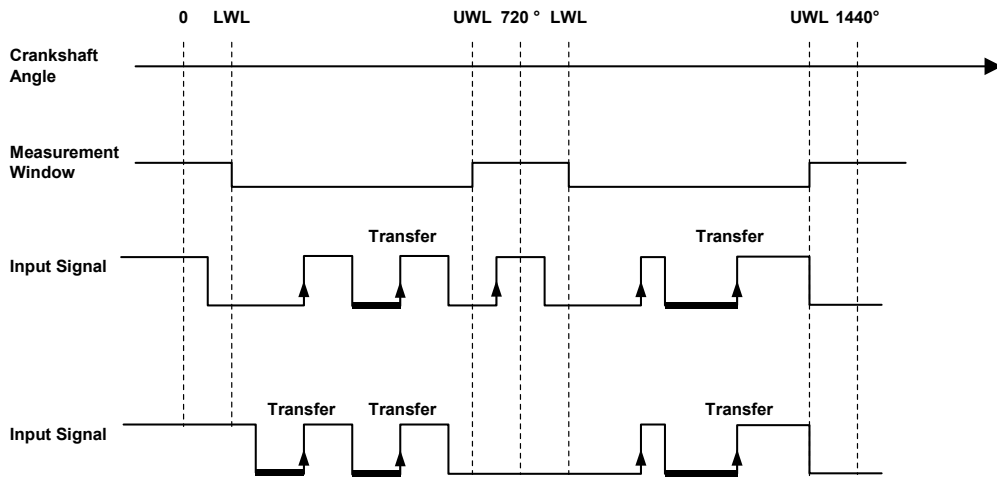 0 LWL UWL 720 ° LWL UWL 1440°
Crankshaft
Angle
Measurement
Window
Transfer Transfer
Input Signal
Transfer Transfer Transfer
Input Signal